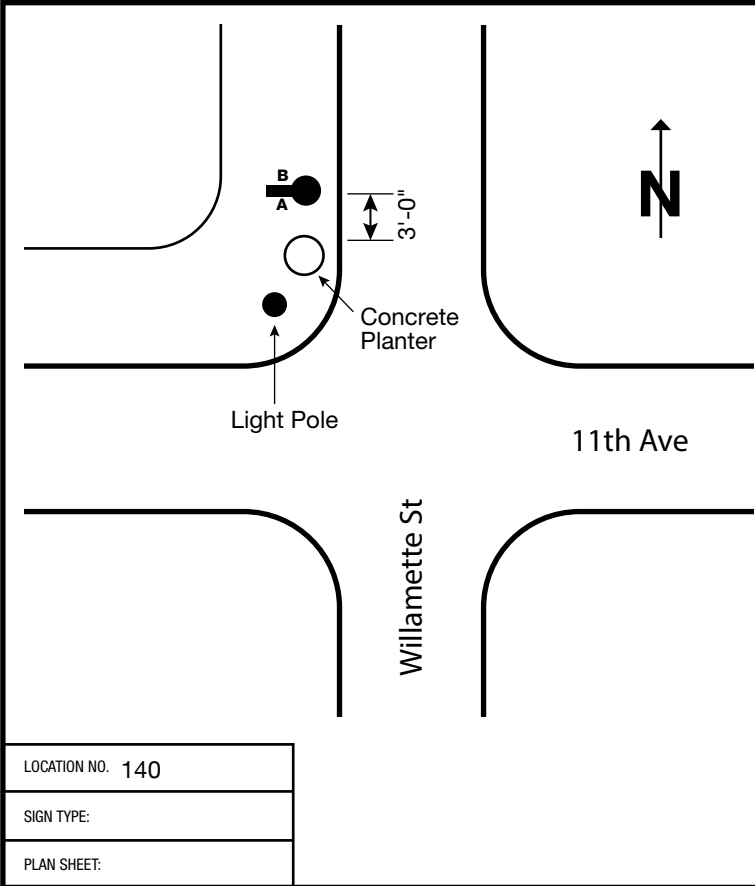 B
A
3'-0"
N
Concrete
Planter
Light Pole
11th Ave
Willamette St
LOCATION NO. 140
SIGN TYPE:
PLAN SHEET: